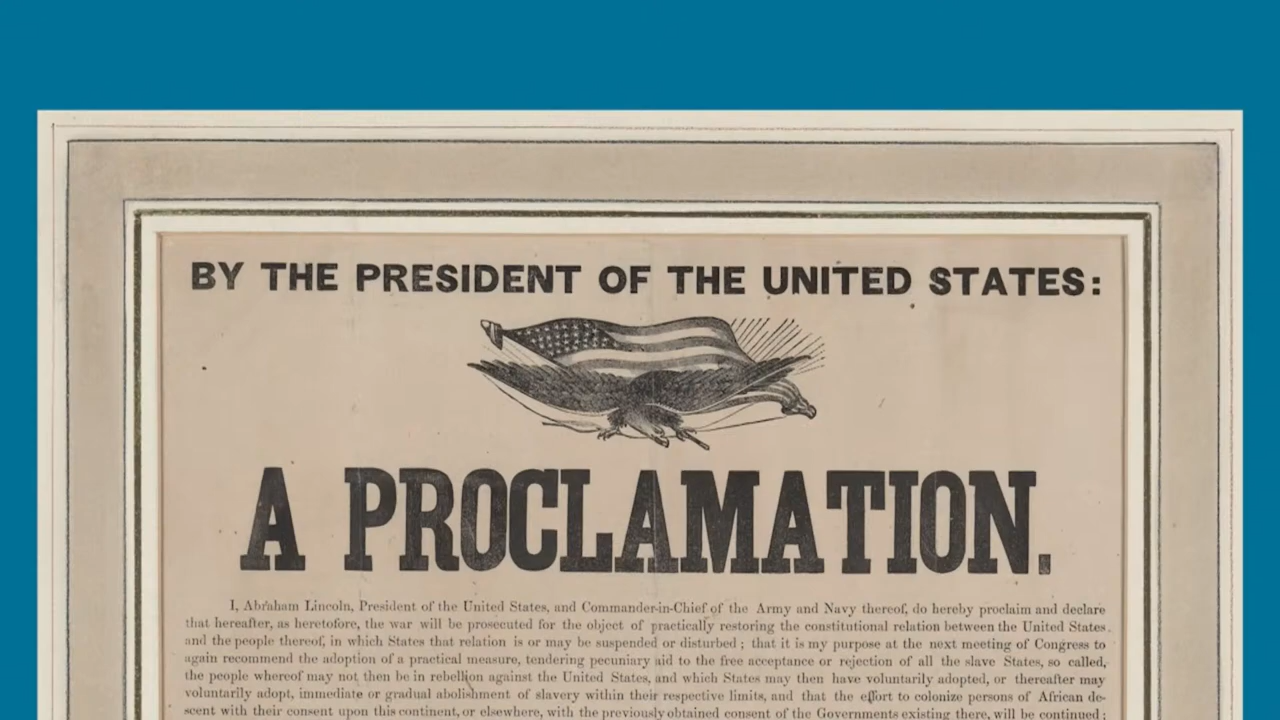 BY THE PRESIDENT OF THE UNITED STATES:
A PROCLAMATION.
I, Abraham Lincoln, President of the United States, and Commander-in-Chief of the Army and Navy thereof, do hereby proclaim and declare
that hereafter, as heretofore, the war will be prosecuted for the object of practically restoring the constitutional relation between the United States
and the people thereof, in which States that relation is or may be suspended or disturbed; that it is my purpose at the next meeting of Congress to
again recommend the adoption of a practical measure, tendering pecuniary aid to the free acceptance or rejection of all the slave States, so called,
the people whereof may not then be in rebellion against the United States, and which States may then have voluntarily adopted, or thereafter may
voluntarily adopt, immediate or gradual abolishment of slavery within their respective limits, and that the effort to colonize persons of African de-
scent with their consent upon this continent, or elsewhere, with the previously obtained consent of the Governments existing there, will be continued;